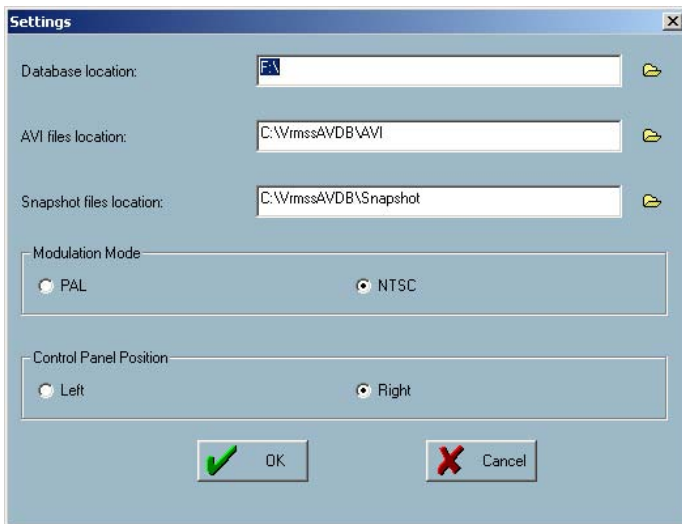 Settings
Database location: F:\
AVI files location: C:\VrmssAVDB\AVI
Snapshot files location: C:\VrmssAVDB\Snapshot
Modulation Mode
PAL NTSC
Control Panel Position
Left Right
OK Cancel